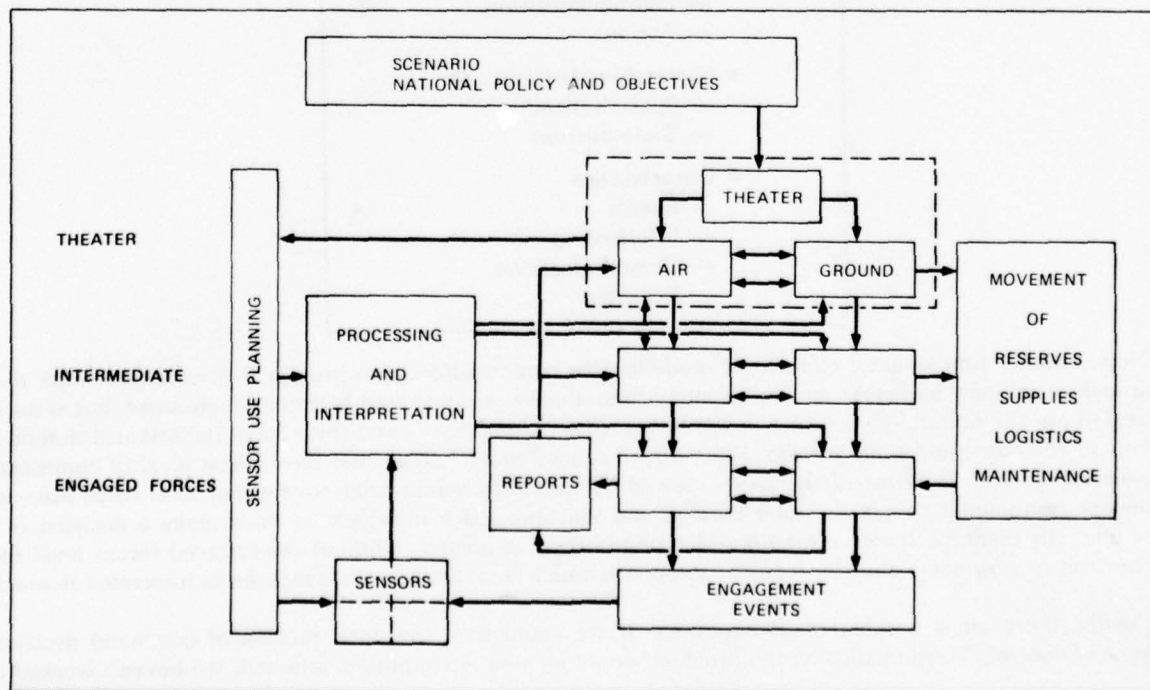 SCENARIO
NATIONAL POLICY AND OBJECTIVES
THEATER
THEATER
AIR
GROUND
MOVEMENT
OF
RESERVES
SUPPLIES
LOGISTICS
MAINTENANCE
SENSOR USE PLANNING
PROCESSING
AND
INTERPRETATION
INTERMEDIATE
ENGAGED FORCES
REPORTS
SENSORS
ENGAGEMENT
EVENTS